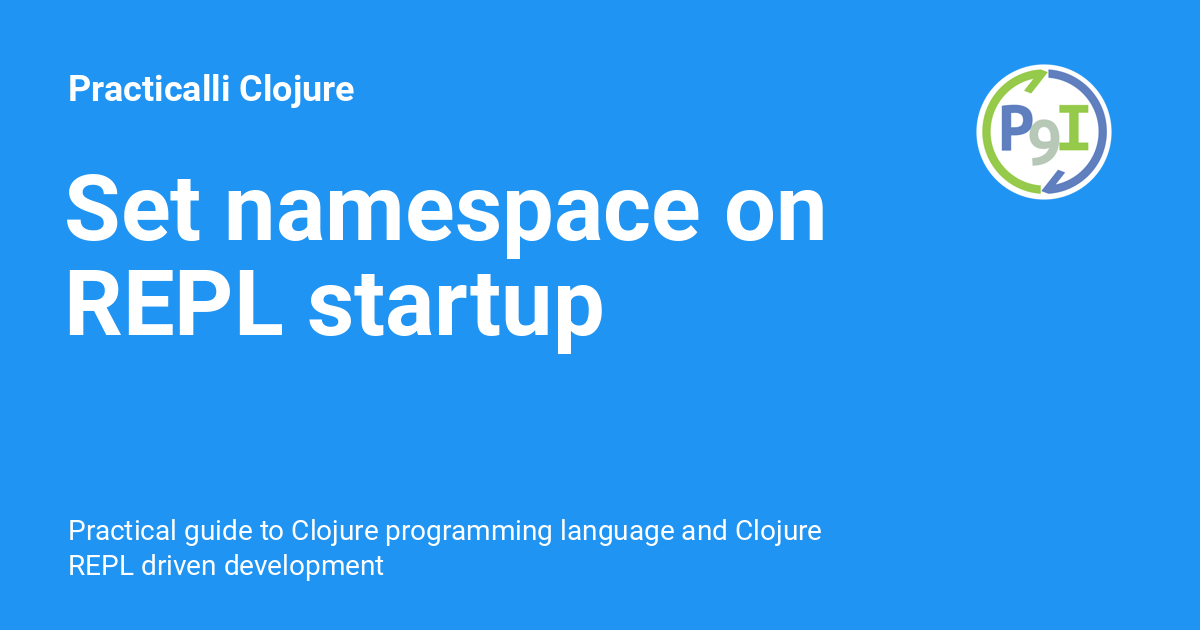 Practicalli Clojure
P9I
Set namespace on
REPL startup
Practical guide to Clojure programming language and Clojure
REPL driven development